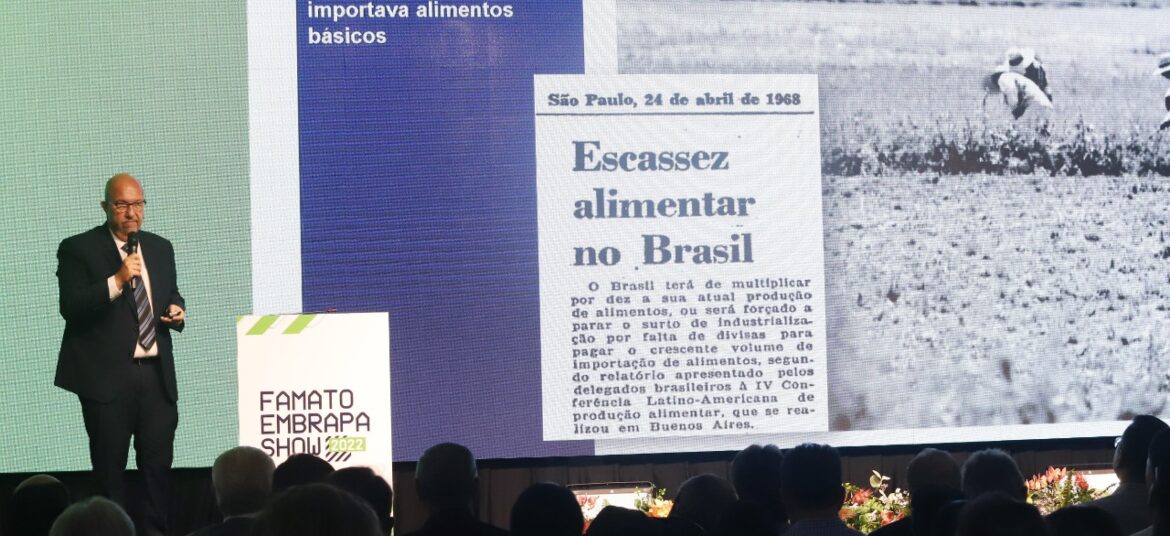 importava alimentos
básicos
São Paulo, 24 de abril de 1968
Escassez
alimentar
no Brasil
O Brasil terá de multiplicar
por dez a sua atual produção
de alimentos, ou será forçado a
parar o surto de industrializa-
ção por falta de divisas para
pagar o crescente volume de
importação de alimentos, segun-
do relatório apresentado pelos
delegados brasileiros à IV Con-
ferência Latino-Americana de
produção alimentar, que se rea-
lizou em Buenos Aires.
FAMATO
EMBRAPA
SHOW 2022